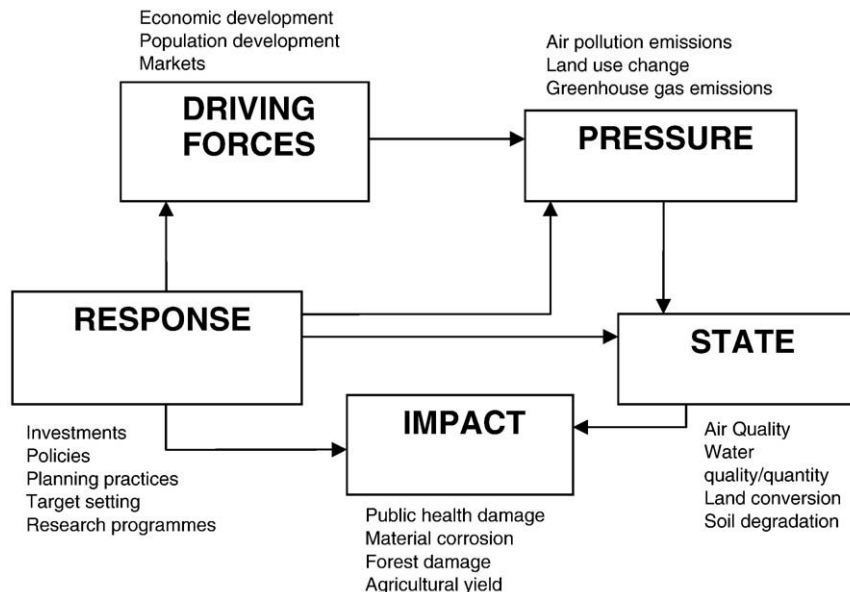 Economic development
Population development
Markets
DRIVING
FORCES
Air pollution emissions
Land use change
Greenhouse gas emissions
PRESSURE
RESPONSE
Investments
Policies
Planning practices
Target setting
Research programmes
STATE
Air Quality
Water
quality/quantity
Land conversion
Soil degradation
IMPACT
Public health damage
Material corrosion
Forest damage
Agricultural yield